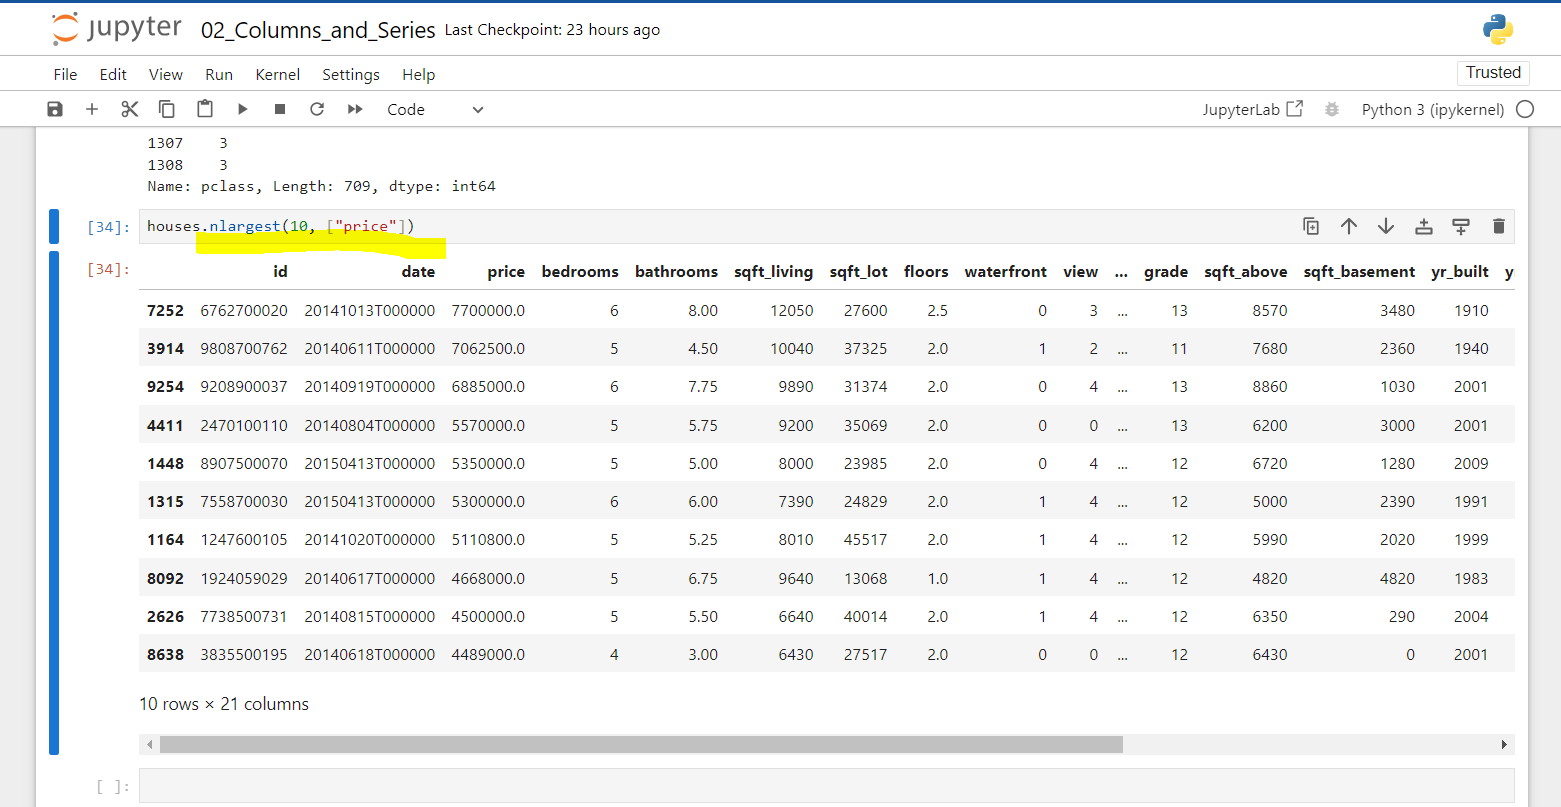 jupyter 02_Columns_and_Series Last Checkpoint: 23 hours ago
File Edit View Run Kernel Settings Help Trusted
Code JupyterLab Python 3 (ipykernel)
1307 3
1308 3
Name: pclass, Length: 709, dtype: int64
[34]: houses.nlargest(10, ["price"])
[34]: id date price bedrooms bathrooms sqft_living sqft_lot floors waterfront view ... grade sqft_above sqft_basement yr_built
7252 6762700020 20141013T000000 7700000.0 6 8.00 12050 27600 2.5 0 3 ... 13 8570 3480 1910
3914 9808700762 20140611T000000 7062500.0 5 4.50 10040 37325 2.0 1 2 ... 11 7680 2360 1940
9254 9208900037 20140919T000000 6885000.0 6 7.75 9890 31374 2.0 0 4 ... 13 8860 1030 2001
4411 2470100110 20140804T000000 5570000.0 5 5.75 9200 35069 2.0 0 0 ... 13 6200 3000 2001
1448 8907500070 20150413T000000 5350000.0 5 5.00 8000 23985 2.0 0 4 ... 12 6720 1280 2009
1315 7558700030 20150413T000000 5300000.0 6 6.00 7390 24829 2.0 1 4 ... 12 5000 2390 1991
1164 1247600105 20141020T000000 5110800.0 5 5.25 8010 45517 2.0 1 4 ... 12 5990 2020 1999
8092 1924059029 20140617T000000 4668000.0 5 6.75 9640 13068 1.0 1 4 ... 12 4820 4820 1983
2626 7738500731 20140815T000000 4500000.0 5 5.50 6640 40014 2.0 1 4 ... 12 6350 290 2004
8638 3835500195 20140618T000000 4489000.0 4 3.00 6430 27517 2.0 0 0 ... 12 6430 0 2001
10 rows × 21 columns
[ ]: